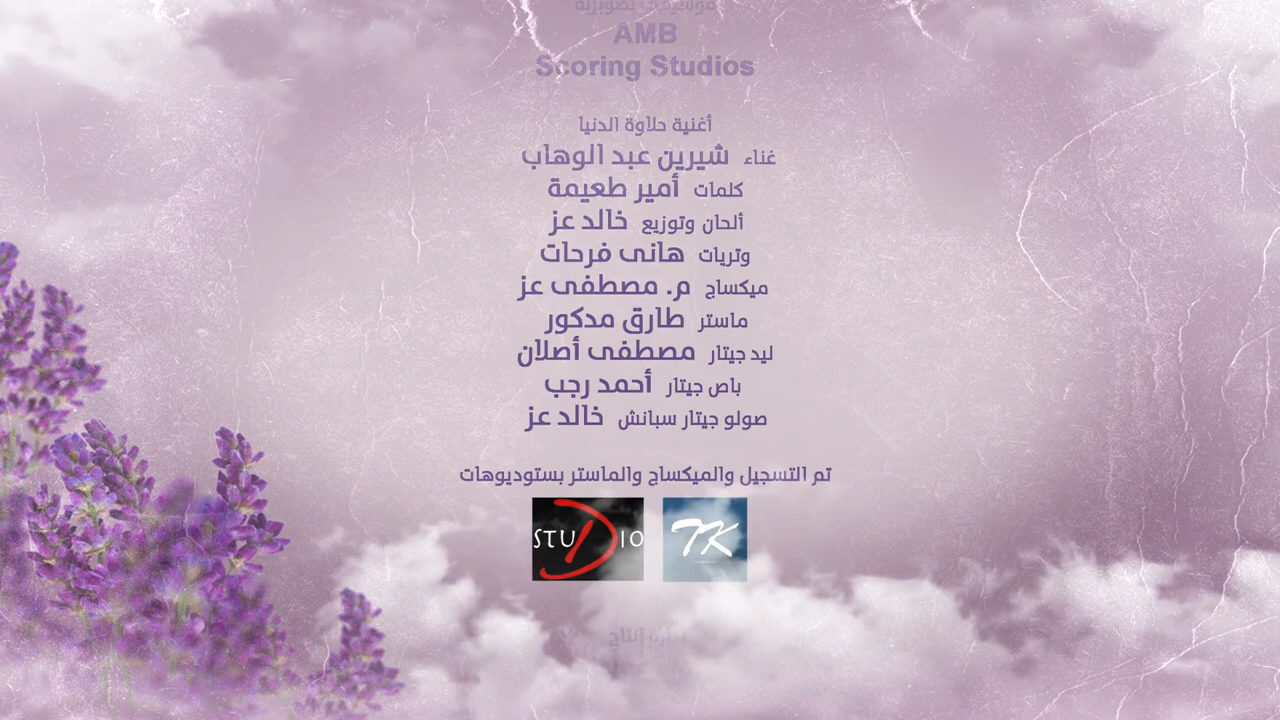 AMB
Scoring Studios
أغنية حلاوة الدنيا
غناء شيرين عبد الوهاب
كلمات أمير طعيمة
ألحان وتوزيع خالد عز
وتريات هانى فرحات
ميكساج م. مصطفى عز
ماستر طارق مدكور
ليد جيتار مصطفى أصلان
باص جيتار أحمد رجب
صولو جيتار سبانش خالد عز
تم التسجيل والميكساج والماستر بستوديوهات
STUDIO TK
إنتاج